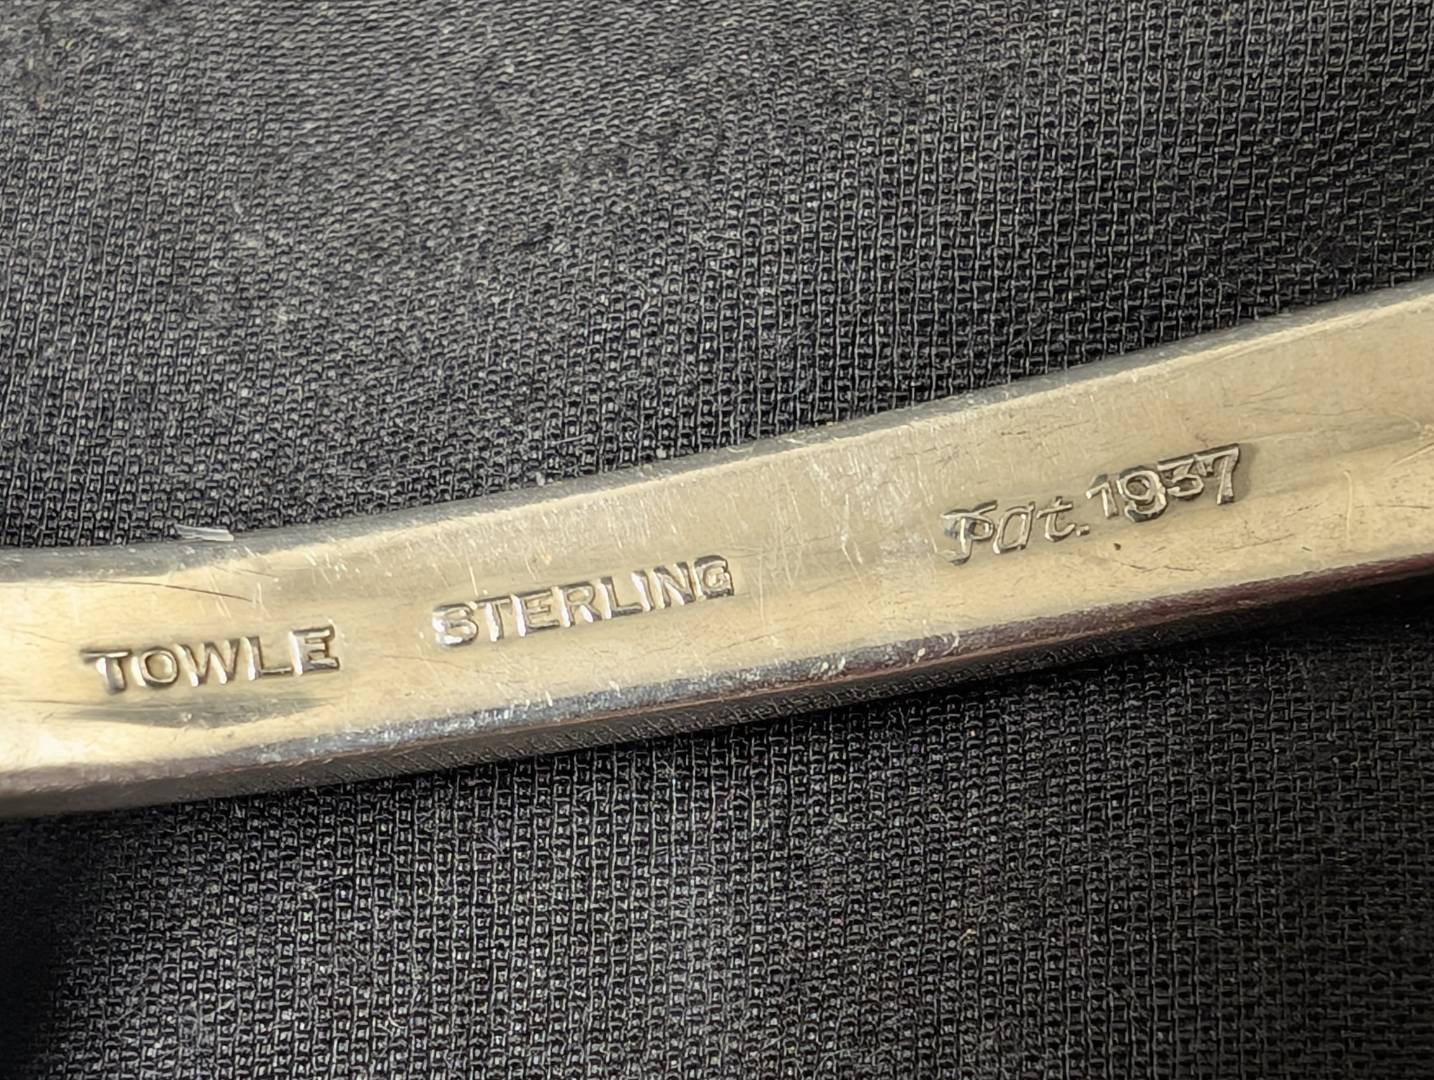 TOWLE STERLING Pat. 1937